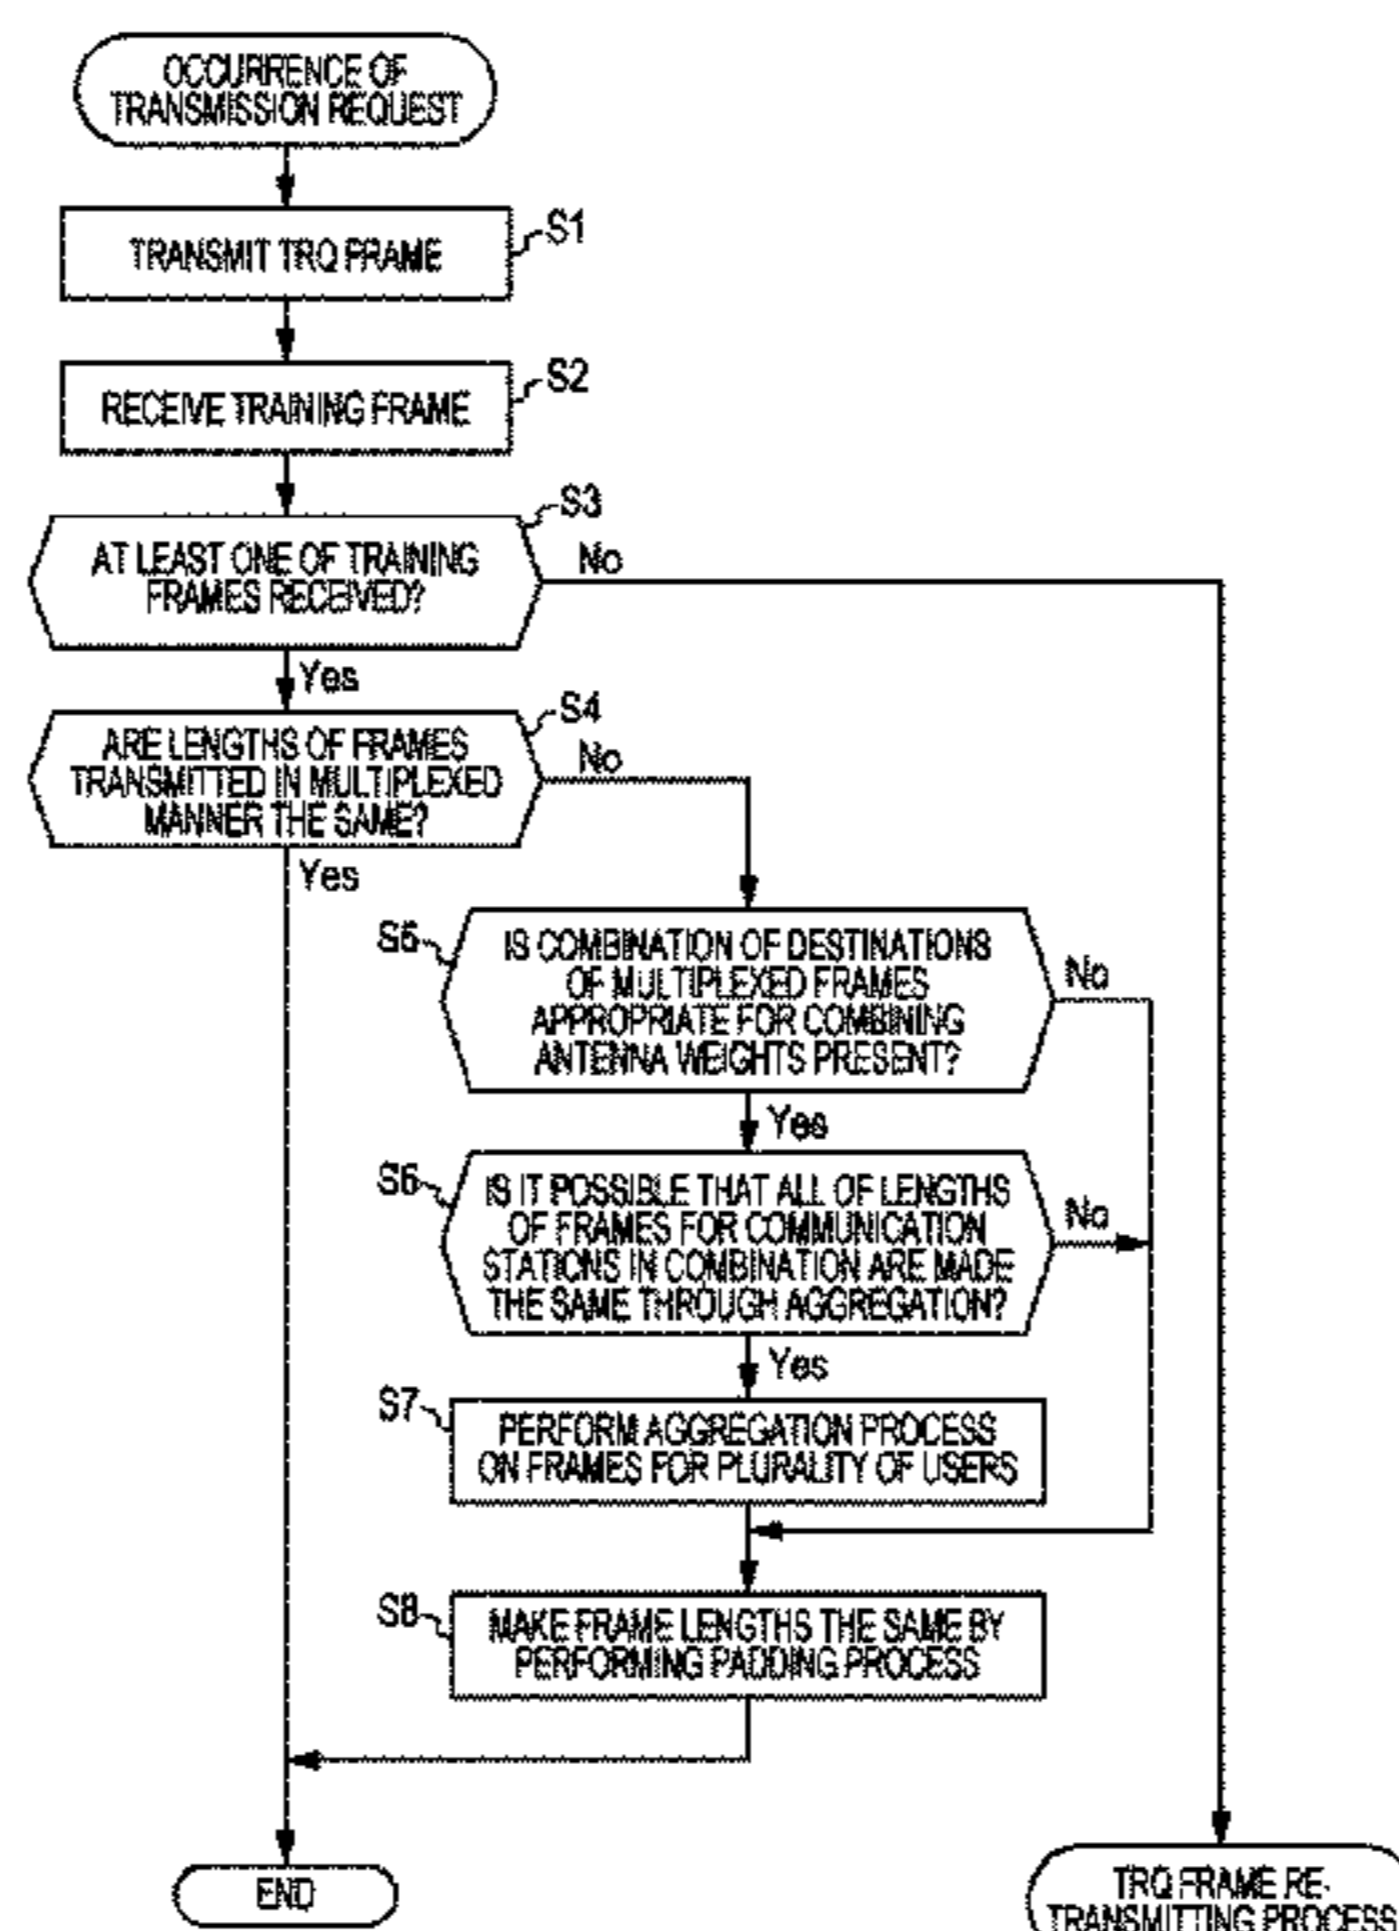 OCCURRENCE OF
TRANSMISSION REQUEST
TRANSMIT TRQ FRAME
S1
RECEIVE TRAINING FRAME
S2
AT LEAST ONE OF TRAINING
FRAMES RECEIVED?
S3
No
Yes
ARE LENGTHS OF FRAMES
TRANSMITTED IN MULTIPLEXED
MANNER THE SAME?
S4
No
Yes
S5
IS COMBINATION OF DESTINATIONS
OF MULTIPLEXED FRAMES
APPROPRIATE FOR COMBINING
ANTENNA WEIGHTS PRESENT?
No
Yes
S6
IS IT POSSIBLE THAT ALL OF LENGTHS
OF FRAMES FOR COMMUNICATION
STATIONS IN COMBINATION ARE MADE
THE SAME THROUGH AGGREGATION?
No
Yes
S7
PERFORM AGGREGATION PROCESS
ON FRAMES FOR PLURALITY OF USERS
S8
MAKE FRAME LENGTHS THE SAME BY
PERFORMING PADDING PROCESS
END
TRQ FRAME RE-
TRANSMITTING PROCESS